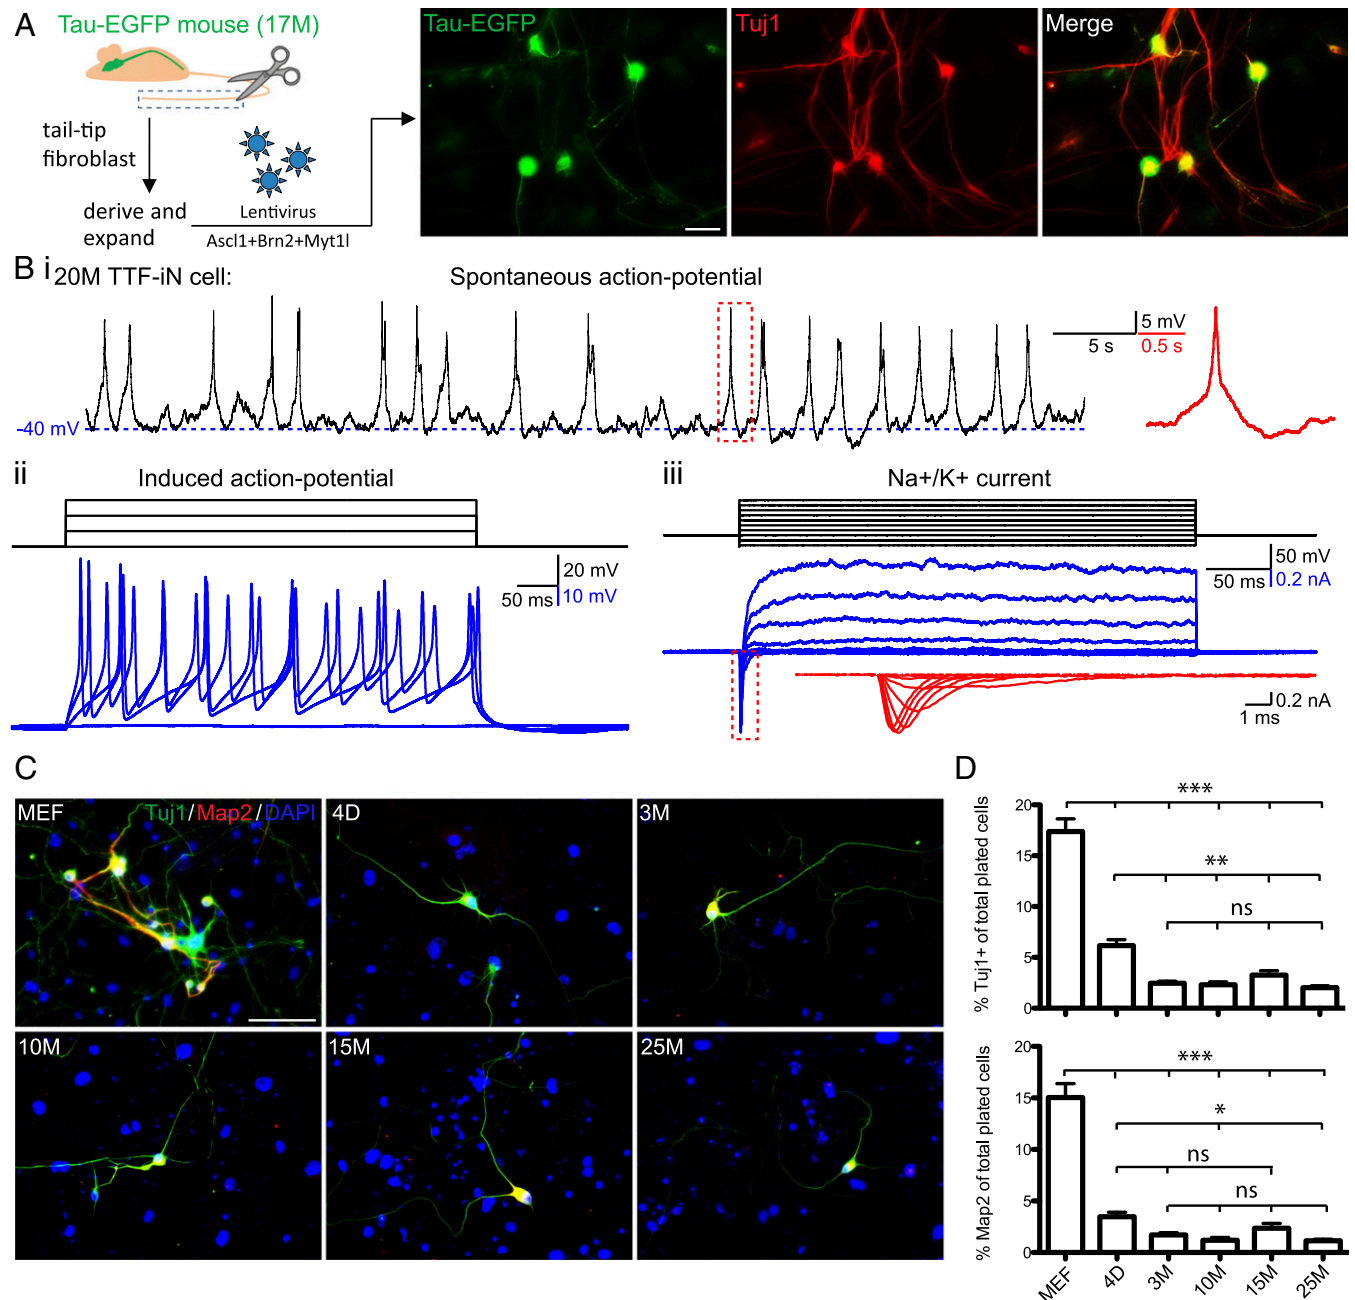 A
Tau-EGFP mouse (17M)
tail-tip
fibroblast
derive and
expand
Lentivirus
Ascl1+Brn2+Myt1l
Tau-EGFP
Tuj1
Merge
B i
20M TTF-iN cell:
Spontaneous action-potential
-40 mV
5 mV
5 s
0.5 s
ii
Induced action-potential
20 mV
50 ms
10 mV
iii
Na+/K+ current
50 mV
50 ms
0.2 nA
0.2 nA
1 ms
C
MEF
Tuj1/Map2/DAPI
4D
3M
10M
15M
25M
D
% Tuj1+ of total plated cells
20
15
10
5
0
***
**
ns
% Map2 of total plated cells
20
15
10
5
0
***
*
ns
ns
MEF
4D
3M
10M
15M
25M